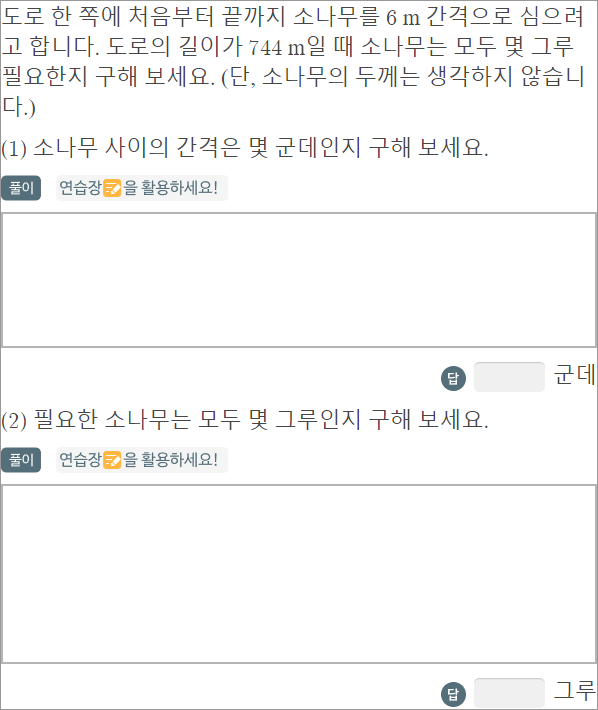 도로 한 쪽에 처음부터 끝까지 소나무를 6 m 간격으로 심으려
고 합니다. 도로의 길이가 744 m일 때 소나무는 모두 몇 그루
필요한지 구해 보세요. (단, 소나무의 두께는 생각하지 않습니
다.)
(1) 소나무 사이의 간격은 몇 군데인지 구해 보세요.
풀이 연습장을 활용하세요!
답 군데
(2) 필요한 소나무는 모두 몇 그루인지 구해 보세요.
풀이 연습장을 활용하세요!
답 그루